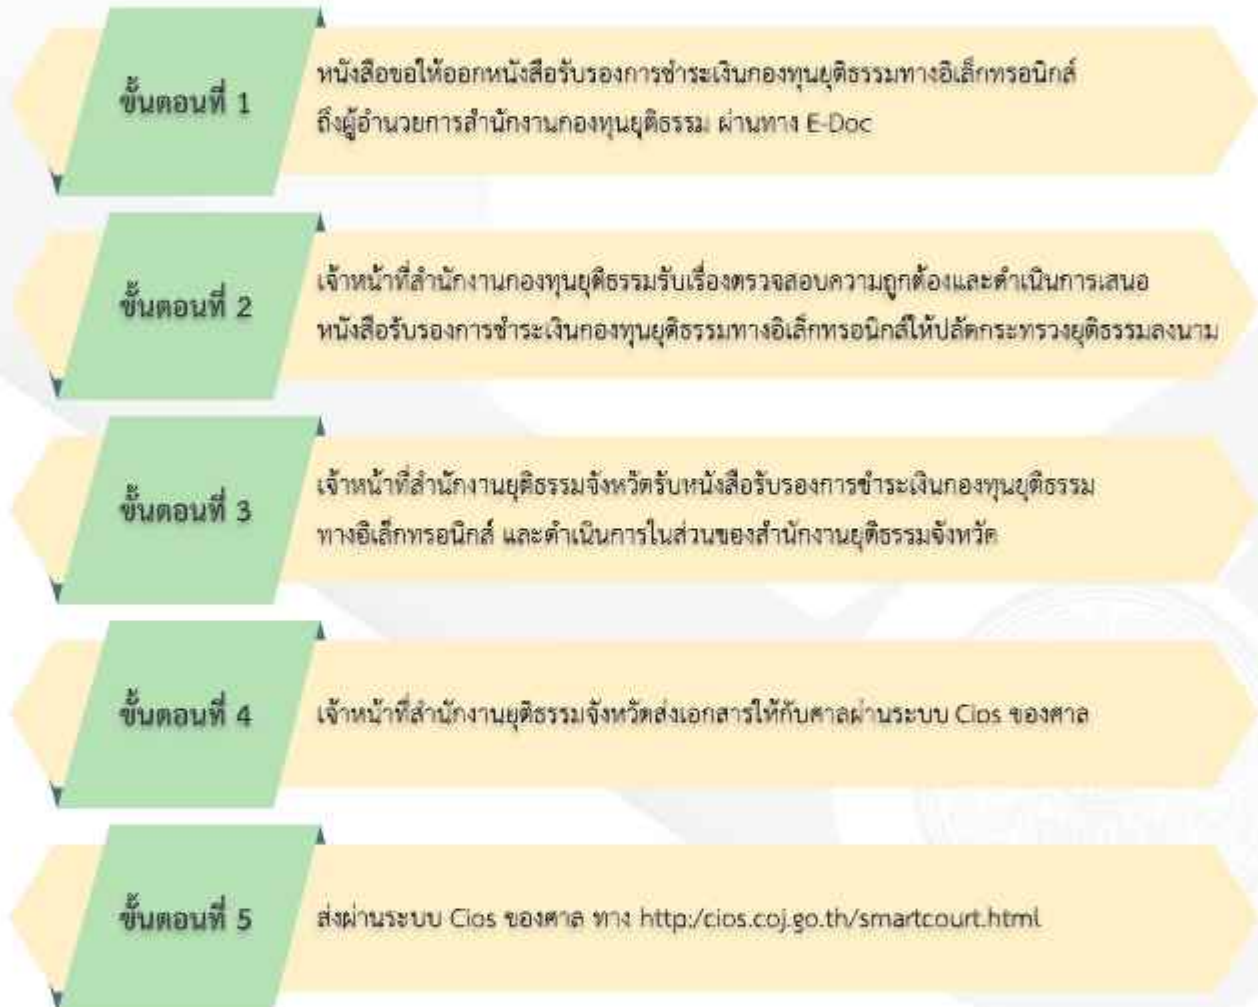 ขั้นตอนที่ 1
หนังสือขอให้ออกหนังสือรับรองการชำระเงินกองทุนยุติธรรมทางอิเล็กทรอนิกส์
ถึงผู้อำนวยการสำนักงานกองทุนยุติธรรม ผ่านทาง E-Doc
ขั้นตอนที่ 2
เจ้าหน้าที่สำนักงานกองทุนยุติธรรมรับเรื่องตรวจสอบความถูกต้องและดำเนินการเสนอ
หนังสือรับรองการชำระเงินกองทุนยุติธรรมทางอิเล็กทรอนิกส์ให้ปลัดกระทรวงยุติธรรมลงนาม
ขั้นตอนที่ 3
เจ้าหน้าที่สำนักงานยุติธรรมจังหวัดรับหนังสือรับรองการชำระเงินกองทุนยุติธรรม
ทางอิเล็กทรอนิกส์ และดำเนินการในส่วนของสำนักงานยุติธรรมจังหวัด
ขั้นตอนที่ 4
เจ้าหน้าที่สำนักงานยุติธรรมจังหวัดส่งเอกสารให้กับศาลผ่านระบบ Cios ของศาล
ขั้นตอนที่ 5
ส่งผ่านระบบ Cios ของศาล ทาง http:/cios.coj.go.th/smartcourt.html